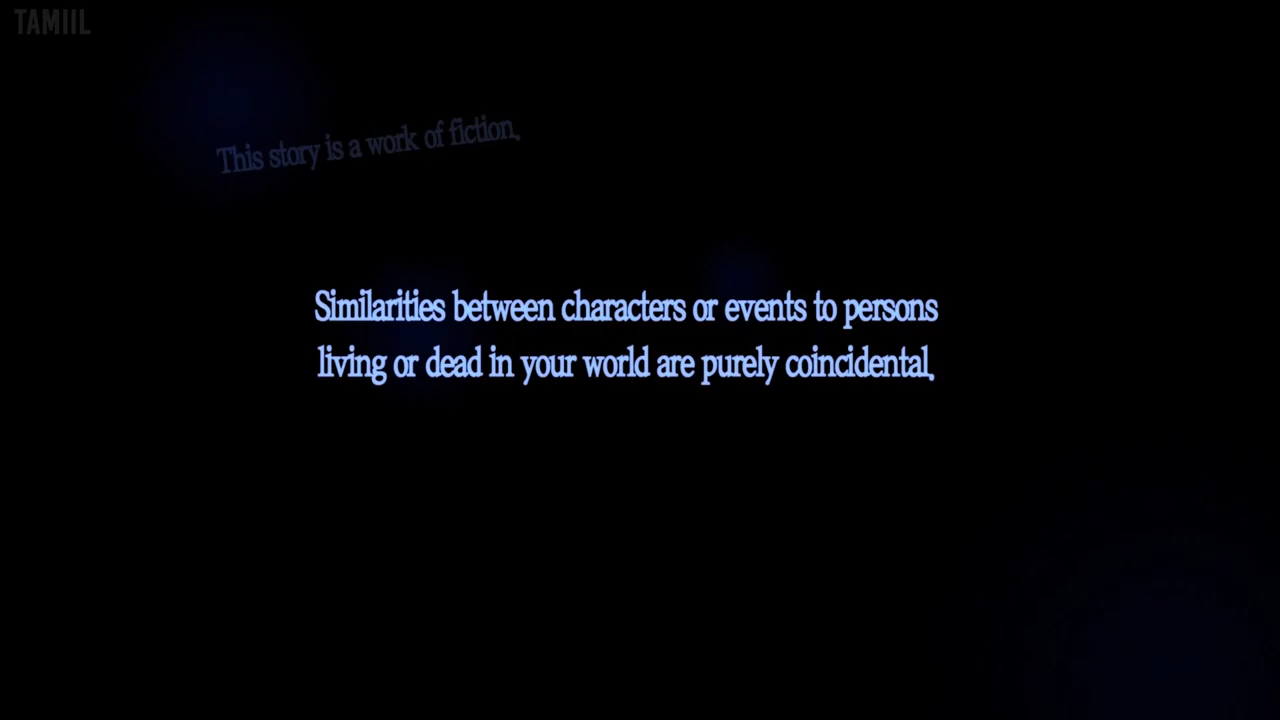 TAMIIL
This story is a work of fiction.
Similarities between characters or events to persons
living or dead in your world are purely coincidental.